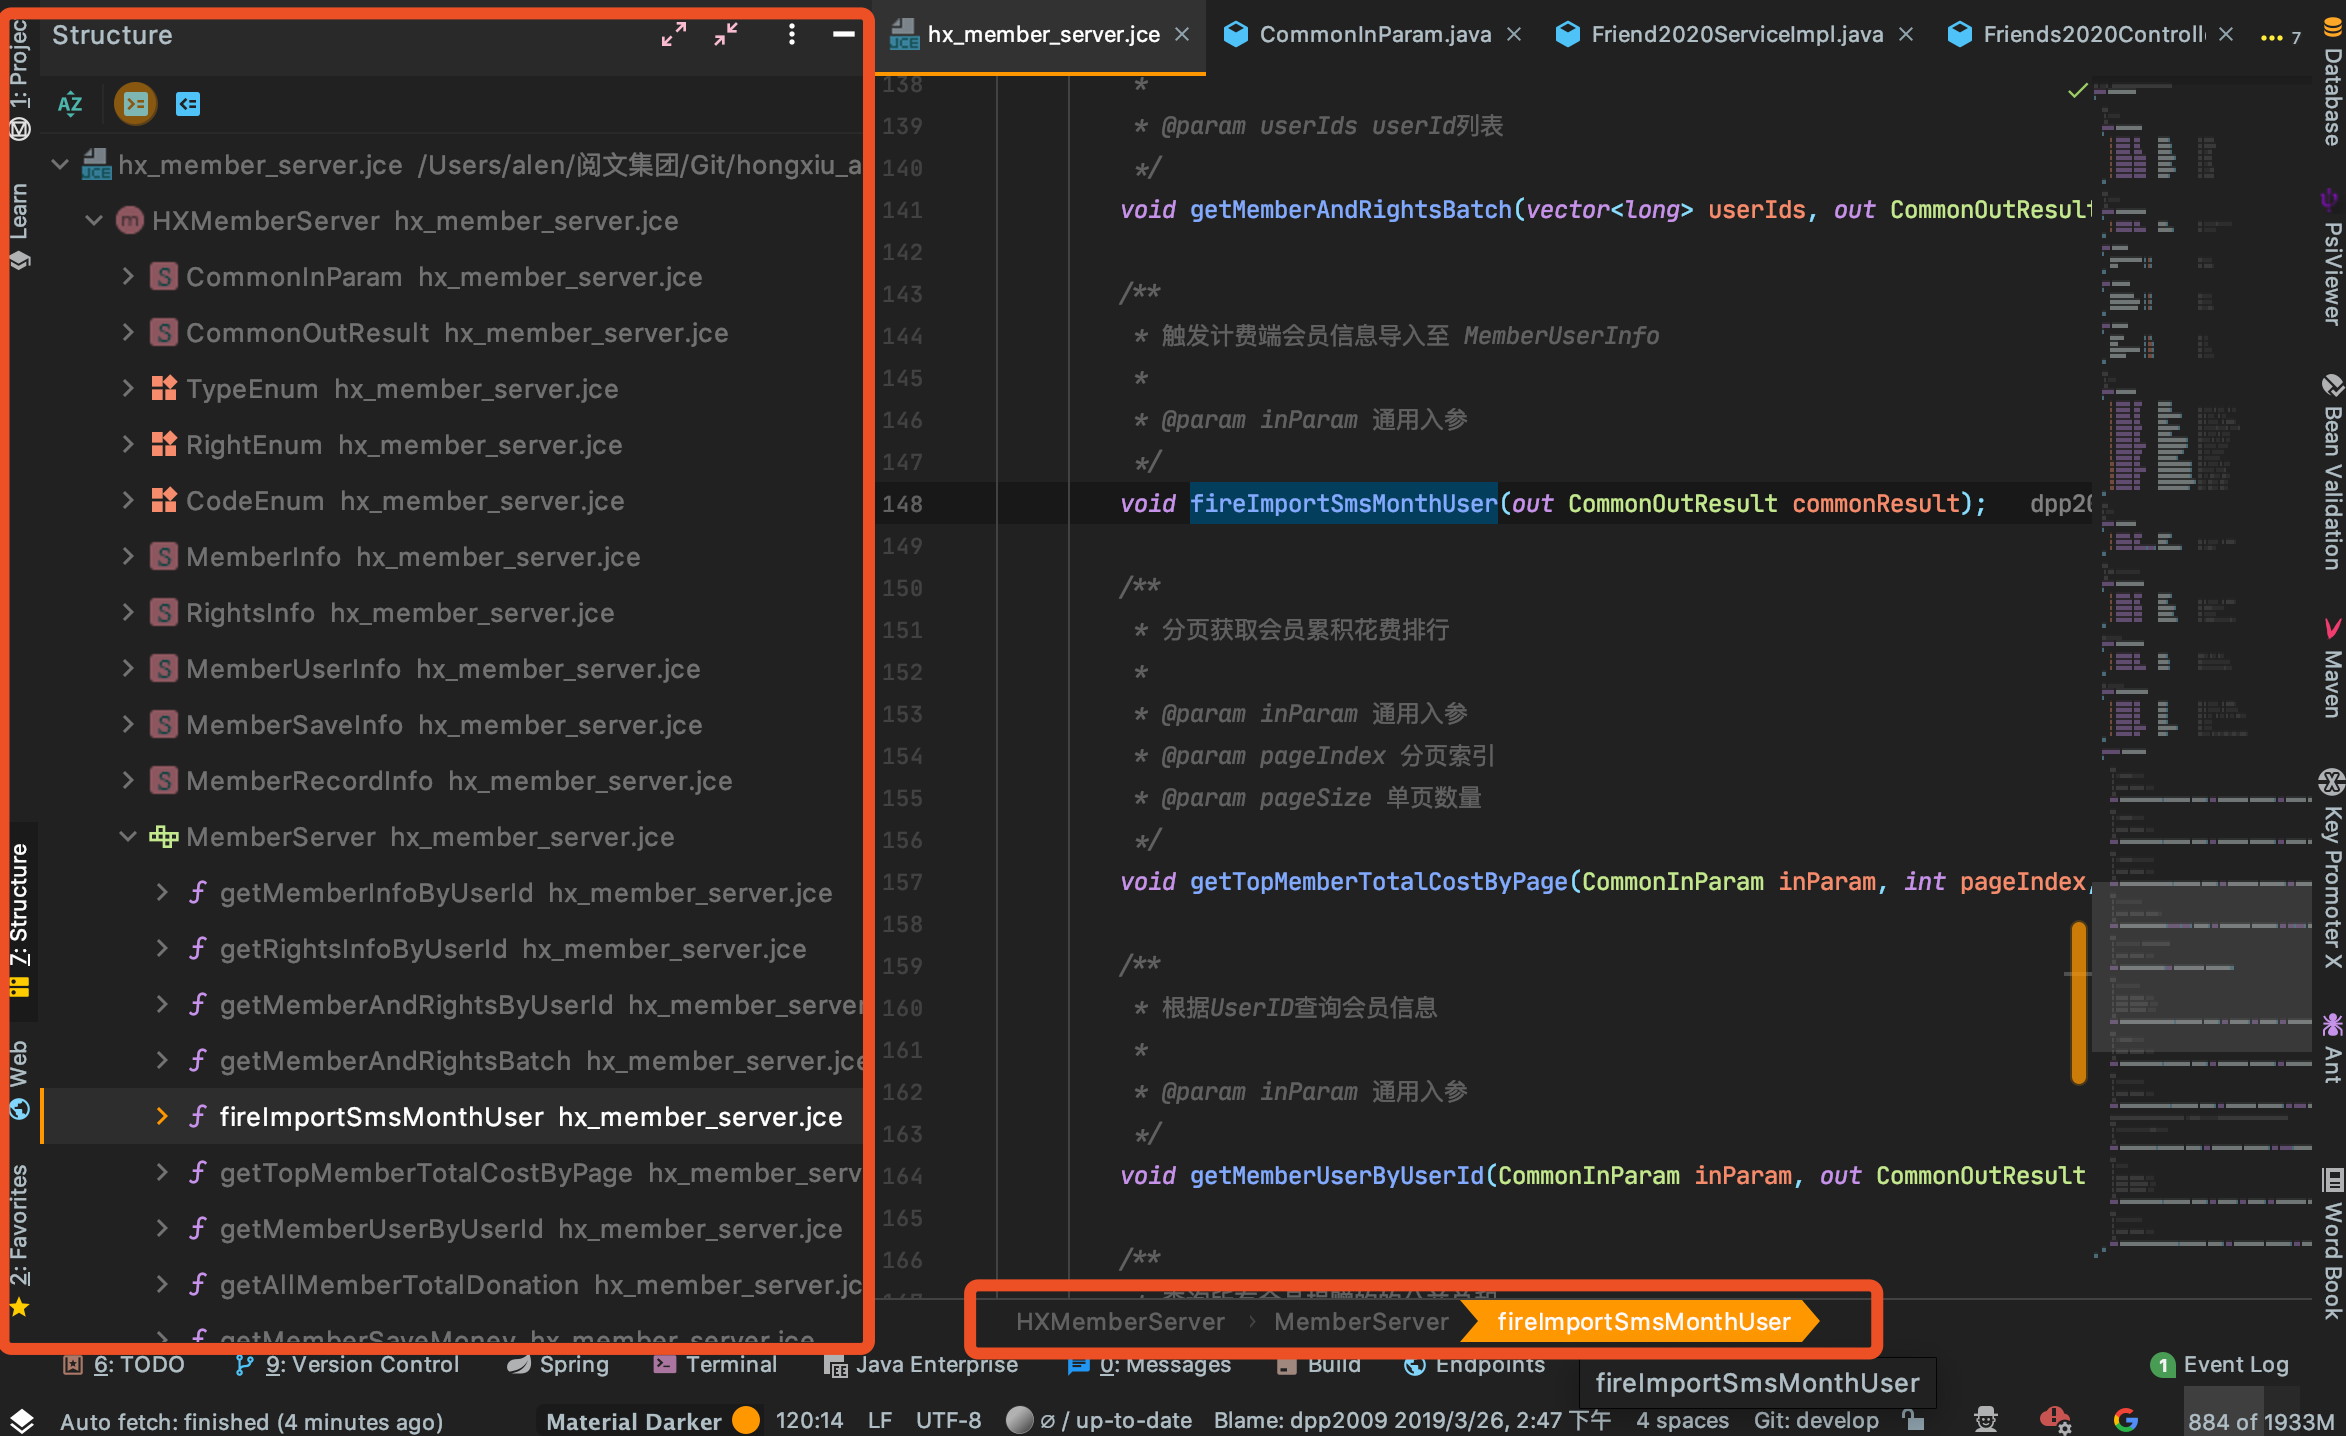 1: Projec
Learn
7: Structure
Web
2: Favorites
Structure
AZ
hx_member_server.jce /Users/alen/阅文集团/Git/hongxiu_a
HXMemberServer hx_member_server.jce
CommonInParam hx_member_server.jce
CommonOutResult hx_member_server.jce
TypeEnum hx_member_server.jce
RightEnum hx_member_server.jce
CodeEnum hx_member_server.jce
MemberInfo hx_member_server.jce
RightsInfo hx_member_server.jce
MemberUserInfo hx_member_server.jce
MemberSaveInfo hx_member_server.jce
MemberRecordInfo hx_member_server.jce
MemberServer hx_member_server.jce
getMemberInfoByUserId hx_member_server.jce
getRightsInfoByUserId hx_member_server.jce
getMemberAndRightsByUserId hx_member_server
getMemberAndRightsBatch hx_member_server.jce
fireImportSmsMonthUser hx_member_server.jce
getTopMemberTotalCostByPage hx_member_serv
getMemberUserByUserId hx_member_server.jce
getAllMemberTotalDonation hx_member_server.jc
getMemberSaveMoney hx_member_server.jce
hx_member_server.jce
CommonInParam.java
Friend2020ServiceImpl.java
Friends2020Controll
7
138 *
139 * @param userIds userId列表
140 */
141 void getMemberAndRightsBatch(vector<long> userIds, out CommonOutResult
142
143 /**
144 * 触发计费端会员信息导入至 MemberUserInfo
145 *
146 * @param inParam 通用入参
147 */
148 void fireImportSmsMonthUser(out CommonOutResult commonResult); dpp20
149
150 /**
151 * 分页获取会员累积花费排行
152 *
153 * @param inParam 通用入参
154 * @param pageIndex 分页索引
155 * @param pageSize 单页数量
156 */
157 void getTopMemberTotalCostByPage(CommonInParam inParam, int pageIndex,
158
159 /**
160 * 根据UserID查询会员信息
161 *
162 * @param inParam 通用入参
163 */
164 void getMemberUserByUserId(CommonInParam inParam, out CommonOutResult
165
166 /**
HXMemberServer › MemberServer fireImportSmsMonthUser
Database
PsiViewer
Bean Validation
Maven
Key Promoter X
Ant
Word Book
6: TODO 9: Version Control Spring Terminal Java Enterprise 0: Messages Build Endpoints 1 Event Log
fireImportSmsMonthUser
Auto fetch: finished (4 minutes ago) Material Darker 120:14 LF UTF-8 ∅ / up-to-date Blame: dpp2009 2019/3/26, 2:47 下午 4 spaces Git: develop 884 of 1933M